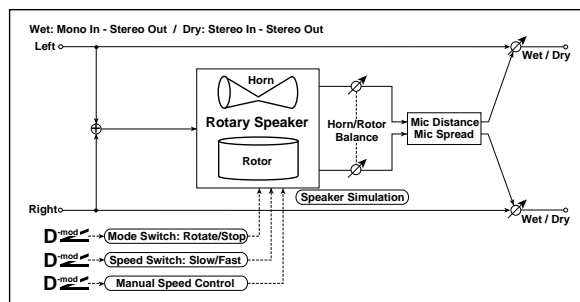 Wet: Mono In - Stereo Out / Dry: Stereo In - Stereo Out
Left
Wet / Dry
Horn
Rotary Speaker
Rotor
Horn/Rotor
Balance
Mic Distance
Mic Spread
Speaker Simulation
Right
Wet / Dry
D-mod
Mode Switch: Rotate/Stop
D-mod
Speed Switch: Slow/Fast
D-mod
Manual Speed Control